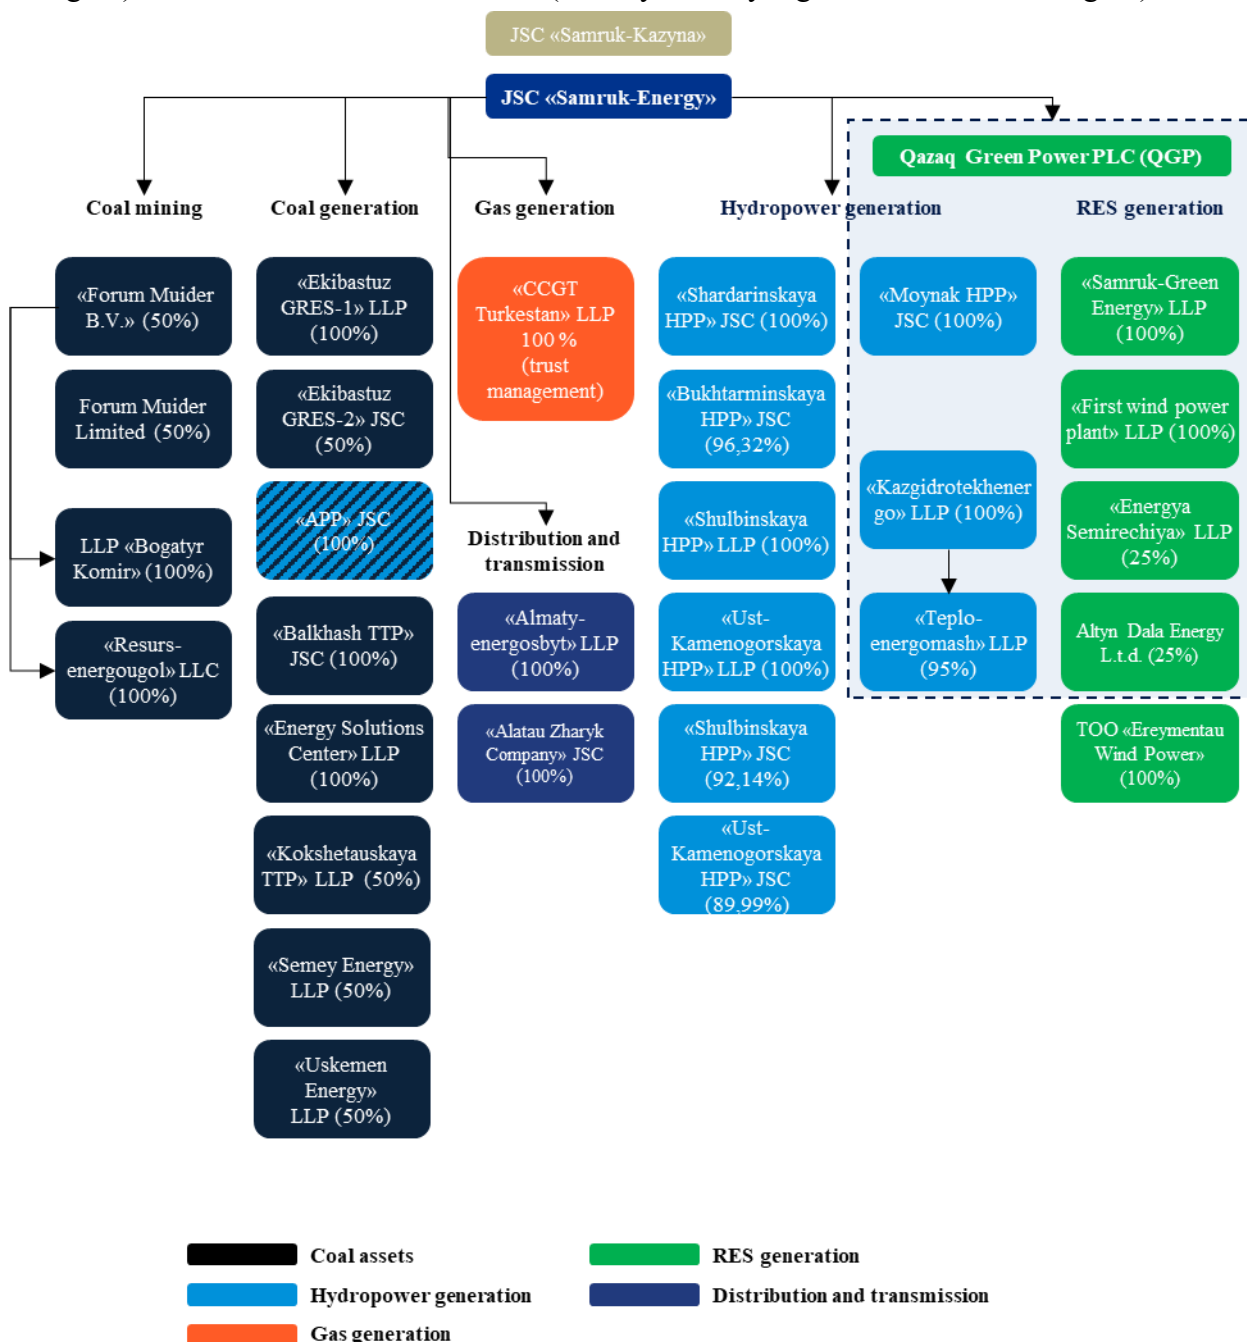 JSC «Samruk-Kazyna»
JSC «Samruk-Energy»
Qazaq Green Power PLC (QGP)
Coal mining
Coal generation
Gas generation
Hydropower generation
RES generation
«Forum Muider
B.V.» (50%)
Forum Muider
Limited (50%)
LLP «Bogatyr
Komir» (100%)
«Resurs-
energougol» LLC
(100%)
«Ekibastuz
GRES-1» LLP
(100%)
«Ekibastuz
GRES-2» JSC
(50%)
«APP» JSC
(100%)
«Balkhash TTP»
JSC (100%)
«Energy Solutions
Center» LLP
(100%)
«Kokshetauskaya
TTP» LLP (50%)
«Semey Energy»
LLP (50%)
«Uskemen
Energy»
LLP (50%)
«CCGT
Turkestan» LLP
100 %
(trust
management)
Distribution and
transmission
«Almaty-
energosbyt» LLP
(100%)
«Alatau Zharyk
Company» JSC
(100%)
«Shardarinskaya
HPP» JSC (100%)
«Bukhtarminskaya
HPP» JSC
(96,32%)
«Shulbinskaya
HPP» LLP (100%)
«Ust-
Kamenogorskaya
HPP» LLP (100%)
«Shulbinskaya
HPP» JSC
(92,14%)
«Ust-
Kamenogorskaya
HPP» JSC
(89,99%)
«Moynak HPP»
JSC (100%)
«Kazgidrotekhener
go» LLP (100%)
«Teplo-
energomash» LLP
(95%)
«Samruk-Green
Energy» LLP
(100%)
«First wind power
plant» LLP (100%)
«Energya
Semirechiya» LLP
(25%)
Altyn Dala Energy
L.t.d. (25%)
TOO «Ereymentau
Wind Power»
(100%)
Coal assets
Hydropower generation
Gas generation
RES generation
Distribution and transmission